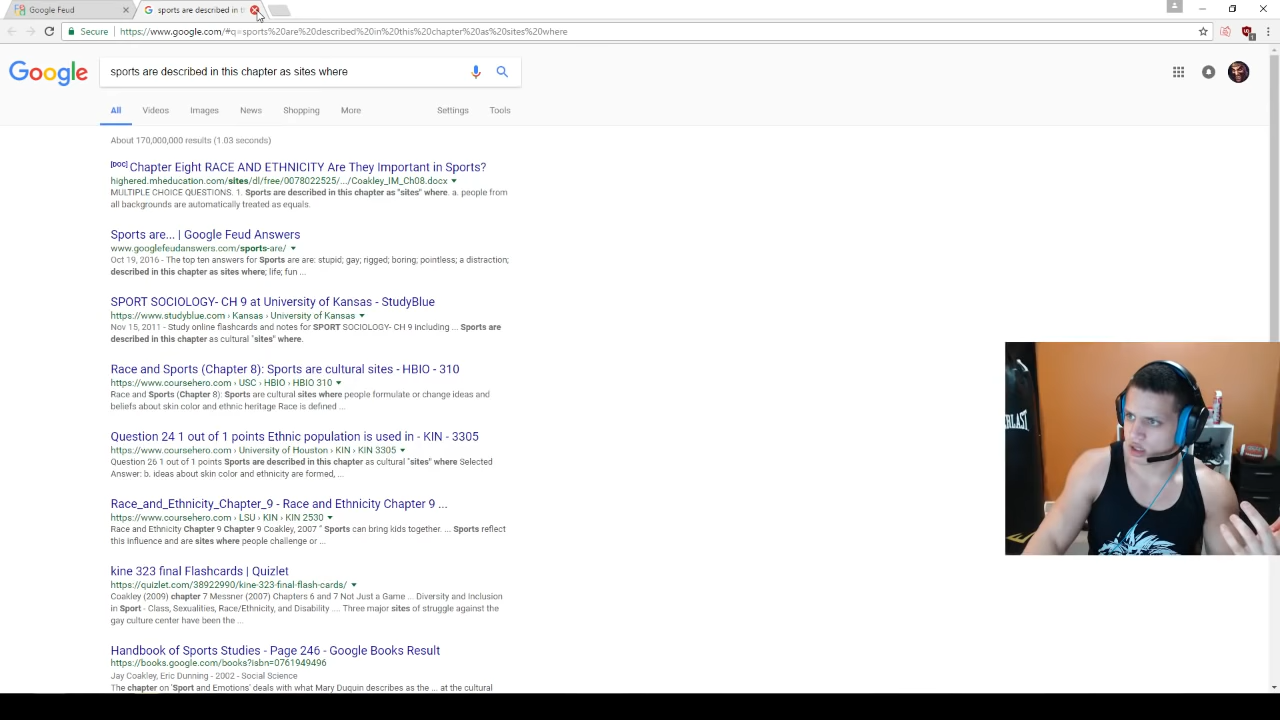 Google Feud
sports are described in t
Secure
https://www.google.com/#q=sports%20are%20described%20in%20this%20chapter%20as%20sites%20where
Google
sports are described in this chapter as sites where
All Videos Images News Shopping More Settings Tools
About 170,000,000 results (1.03 seconds)
[DOC] Chapter Eight RACE AND ETHNICITY Are They Important in Sports?
highered.mheducation.com/sites/dl/free/0078022525/.../Coakley_IM_Ch08.docx
MULTIPLE CHOICE QUESTIONS. 1. Sports are described in this chapter as "sites" where. a. people from
all backgrounds are automatically treated as equals.
Sports are... | Google Feud Answers
www.googlefeudanswers.com/sports-are/
Oct 19, 2016 - The top ten answers for Sports are are: stupid; gay; rigged; boring; pointless; a distraction;
described in this chapter as sites where; life; fun ...
SPORT SOCIOLOGY- CH 9 at University of Kansas - StudyBlue
https://www.studyblue.com › Kansas › University of Kansas
Nov 15, 2011 - Study online flashcards and notes for SPORT SOCIOLOGY- CH 9 including ... Sports are
described in this chapter as cultural "sites" where.
Race and Sports (Chapter 8): Sports are cultural sites - HBIO - 310
https://www.coursehero.com › USC › HBIO › HBIO 310
Race and Sports (Chapter 8): Sports are cultural sites where people formulate or change ideas and
beliefs about skin color and ethnic heritage Race is defined ...
Question 24 1 out of 1 points Ethnic population is used in - KIN - 3305
https://www.coursehero.com › University of Houston › KIN › KIN 3305
Question 26 1 out of 1 points Sports are described in this chapter as cultural "sites" where Selected
Answer: b. ideas about skin color and ethnicity are formed, ...
Race_and_Ethnicity_Chapter_9 - Race and Ethnicity Chapter 9 ...
https://www.coursehero.com › LSU › KIN › KIN 2530
Race and Ethnicity Chapter 9 Chapter 9 Coakley, 2007 " Sports can bring kids together. ... Sports reflect
this influence and are sites where people challenge or ...
kine 323 final Flashcards | Quizlet
https://quizlet.com/38922990/kine-323-final-flash-cards/
Coakley (2009) chapter 7 Messner (2007) Chapters 6 and 7 Not Just a Game ... Diversity and Inclusion
in Sport - Class, Sexualities, Race/Ethnicity, and Disability .... Three major sites of struggle against the
gay culture center have been the ...
Handbook of Sports Studies - Page 246 - Google Books Result
https://books.google.com/books?isbn=0761949496
Jay Coakley, Eric Dunning - 2002 - Social Science
The chapter on 'Sport and Emotions' deals with what Mary Duquin describes as the ... at the cultural